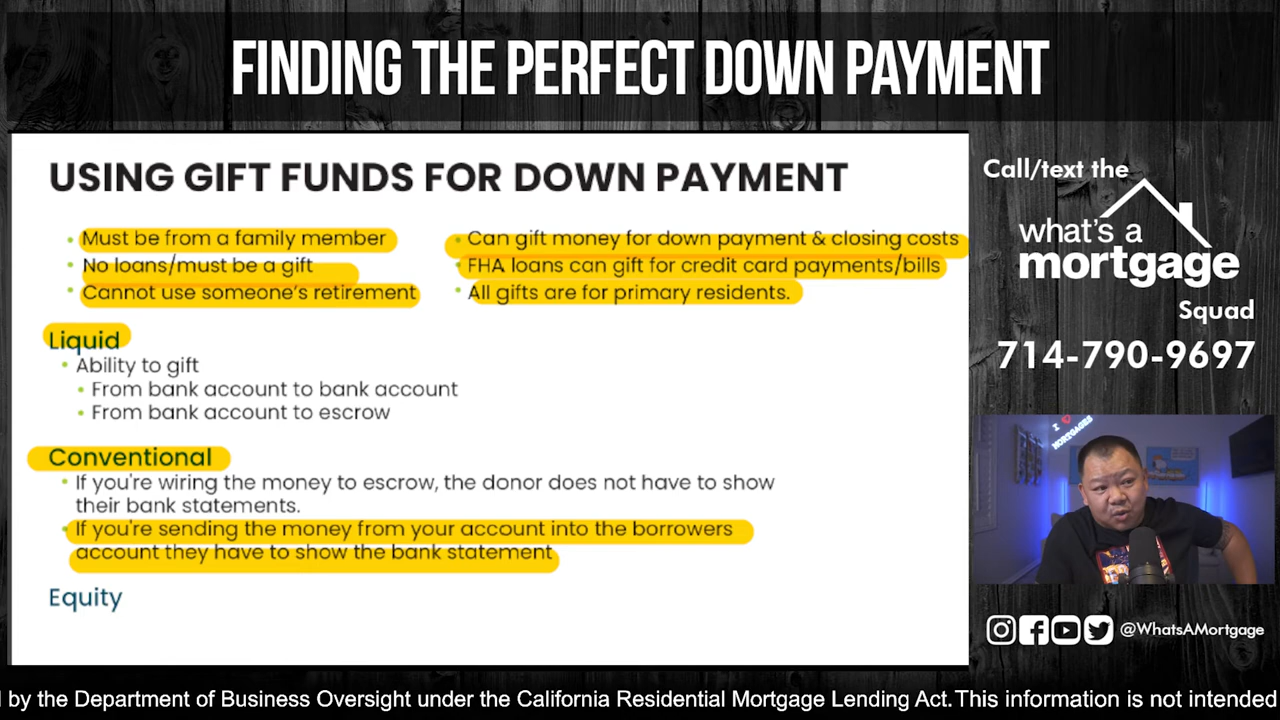 FINDING THE PERFECT DOWN PAYMENT
USING GIFT FUNDS FOR DOWN PAYMENT
• Must be from a family member
• No loans/must be a gift
• Cannot use someone's retirement
• Can gift money for down payment & closing costs
• FHA loans can gift for credit card payments/bills
• All gifts are for primary residents.
Liquid
• Ability to gift
• From bank account to bank account
• From bank account to escrow
Conventional
• If you're wiring the money to escrow, the donor does not have to show
their bank statements.
• If you're sending the money from your account into the borrowers
account they have to show the bank statement
Equity
Call/text the
what's a
mortgage
Squad
714-790-9697
I ♥
MORTGAGES
@WhatsAMortgage
by the Department of Business Oversight under the California Residential Mortgage Lending Act. This information is not intended